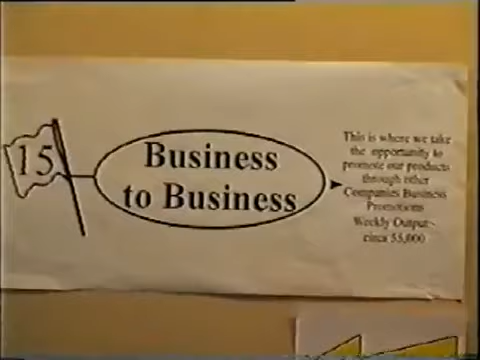 15
Business
to Business
This is where we take
the opportunity to
promote our products
through other
Companies Business
Promotions
Weekly Output-
circa 55,000